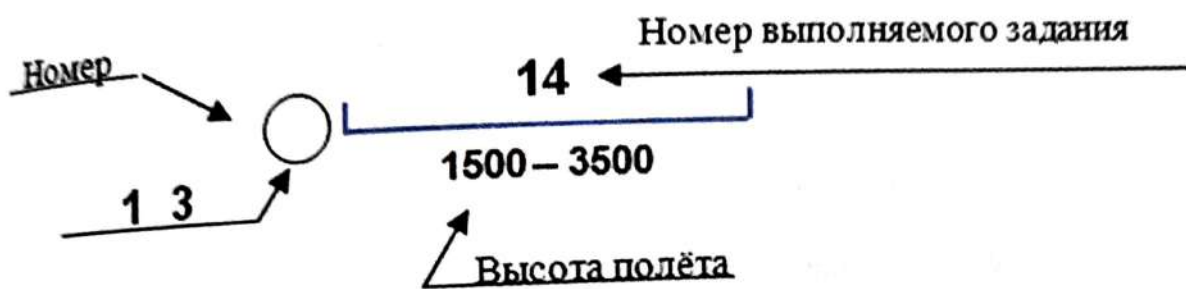 Номер выполняемого задания
Номер
14
1500 – 3500
1 3
Высота полёта